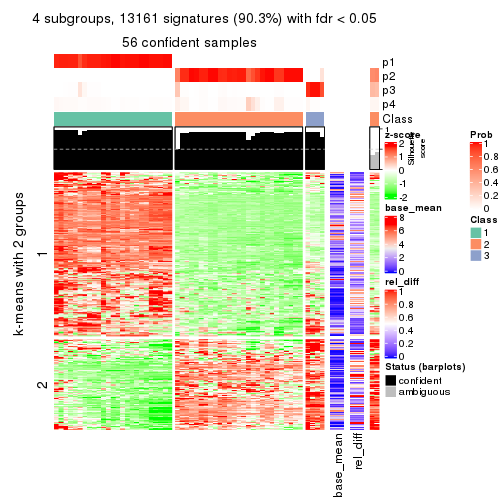 4 subgroups, 13161 signatures (90.3%) with fdr < 0.05
56 confident samples
p1
p2
p3
p4
Class
1
Silhouette score
k-means with 2 groups
1
2
base_mean
rel_diff
z-score
2
1
0
-1
-2
base_mean
8
6
4
2
0
rel_diff
1
0.8
0.6
0.4
0.2
0
Status (barplots)
confident
ambiguous
Prob
1
0.8
0.6
0.4
0.2
0
Class
1
2
3